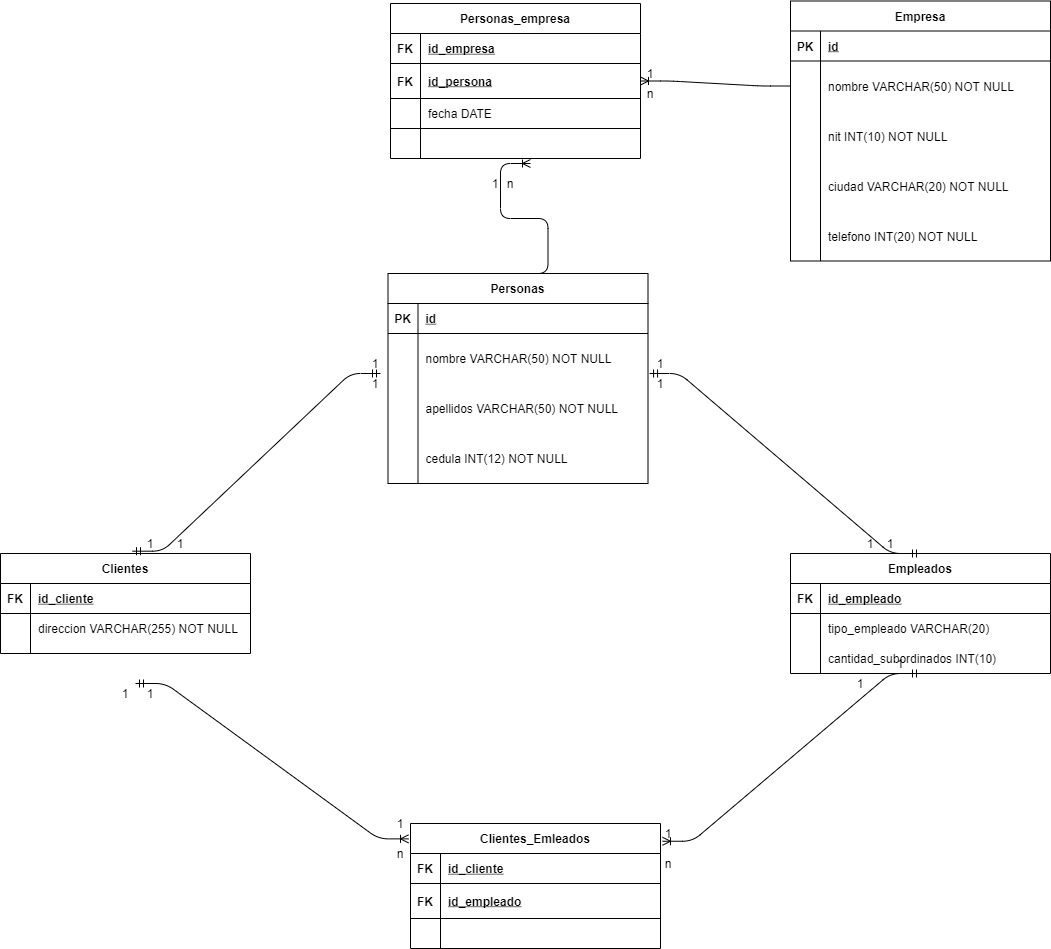 Personas_empresa
FK id_empresa
FK id_persona
fecha DATE
Empresa
PK id
nombre VARCHAR(50) NOT NULL
nit INT(10) NOT NULL
ciudad VARCHAR(20) NOT NULL
telefono INT(20) NOT NULL
1
n
1 n
Personas
PK id
nombre VARCHAR(50) NOT NULL
apellidos VARCHAR(50) NOT NULL
cedula INT(12) NOT NULL
1
1
1
1
1 1
1 1
Clientes
FK id_cliente
direccion VARCHAR(255) NOT NULL
Empleados
FK id_empleado
tipo_empleado VARCHAR(20)
cantidad_subordinados INT(10)
1 1
1
1
1
n
1
n
Clientes_Emleados
FK id_cliente
FK id_empleado